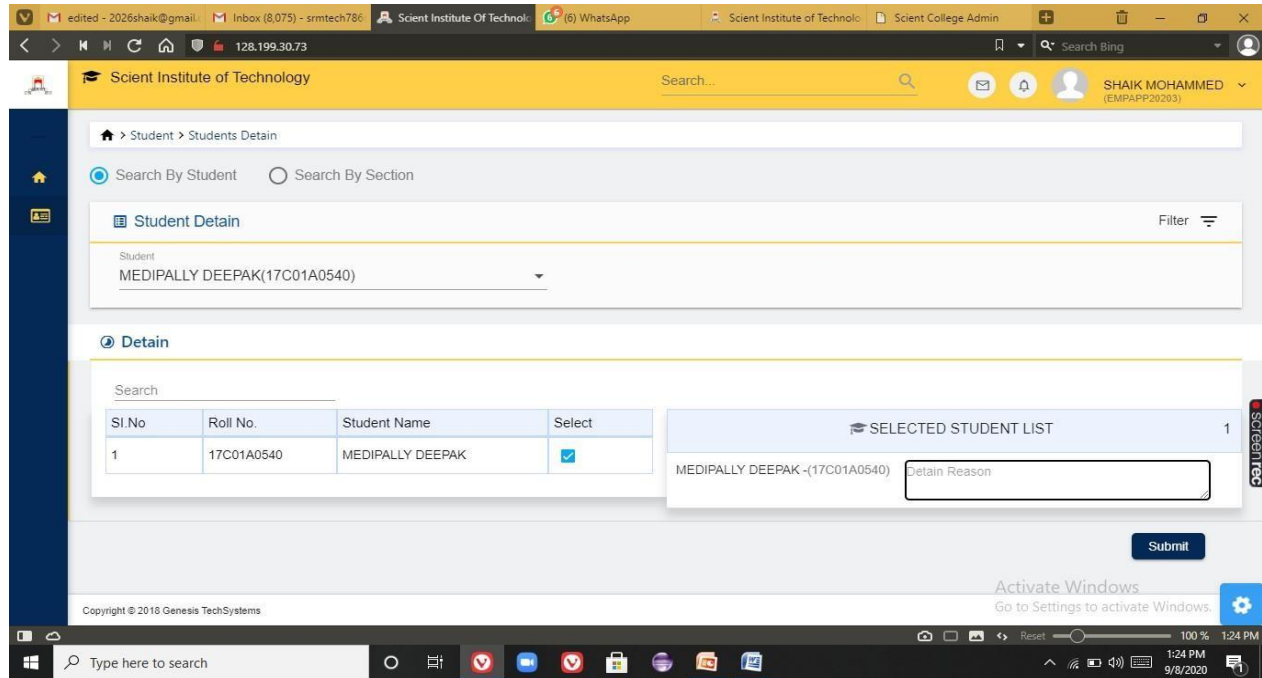 edited - 2026shaik@gmail. Inbox (8,075) - srmtech786 Scient Institute Of Technolo (6) WhatsApp Scient Institute of Technolo Scient College Admin
128.199.30.73 Search Bing
Scient Institute of Technology Search... SHAIK MOHAMMED
(EMPAPP20203)
> Student > Students Detain
Search By Student Search By Section
Student Detain Filter
Student
MEDIPALLY DEEPAK(17C01A0540)
Detain
Search
SI.No Roll No. Student Name Select SELECTED STUDENT LIST 1
1 17C01A0540 MEDIPALLY DEEPAK MEDIPALLY DEEPAK -(17C01A0540) Detain Reason
screenrec
Submit
Activate Windows
Copyright © 2018 Genesis TechSystems Go to Settings to activate Windows.
Reset 100 % 1:24 PM
Type here to search 1:24 PM
9/8/2020